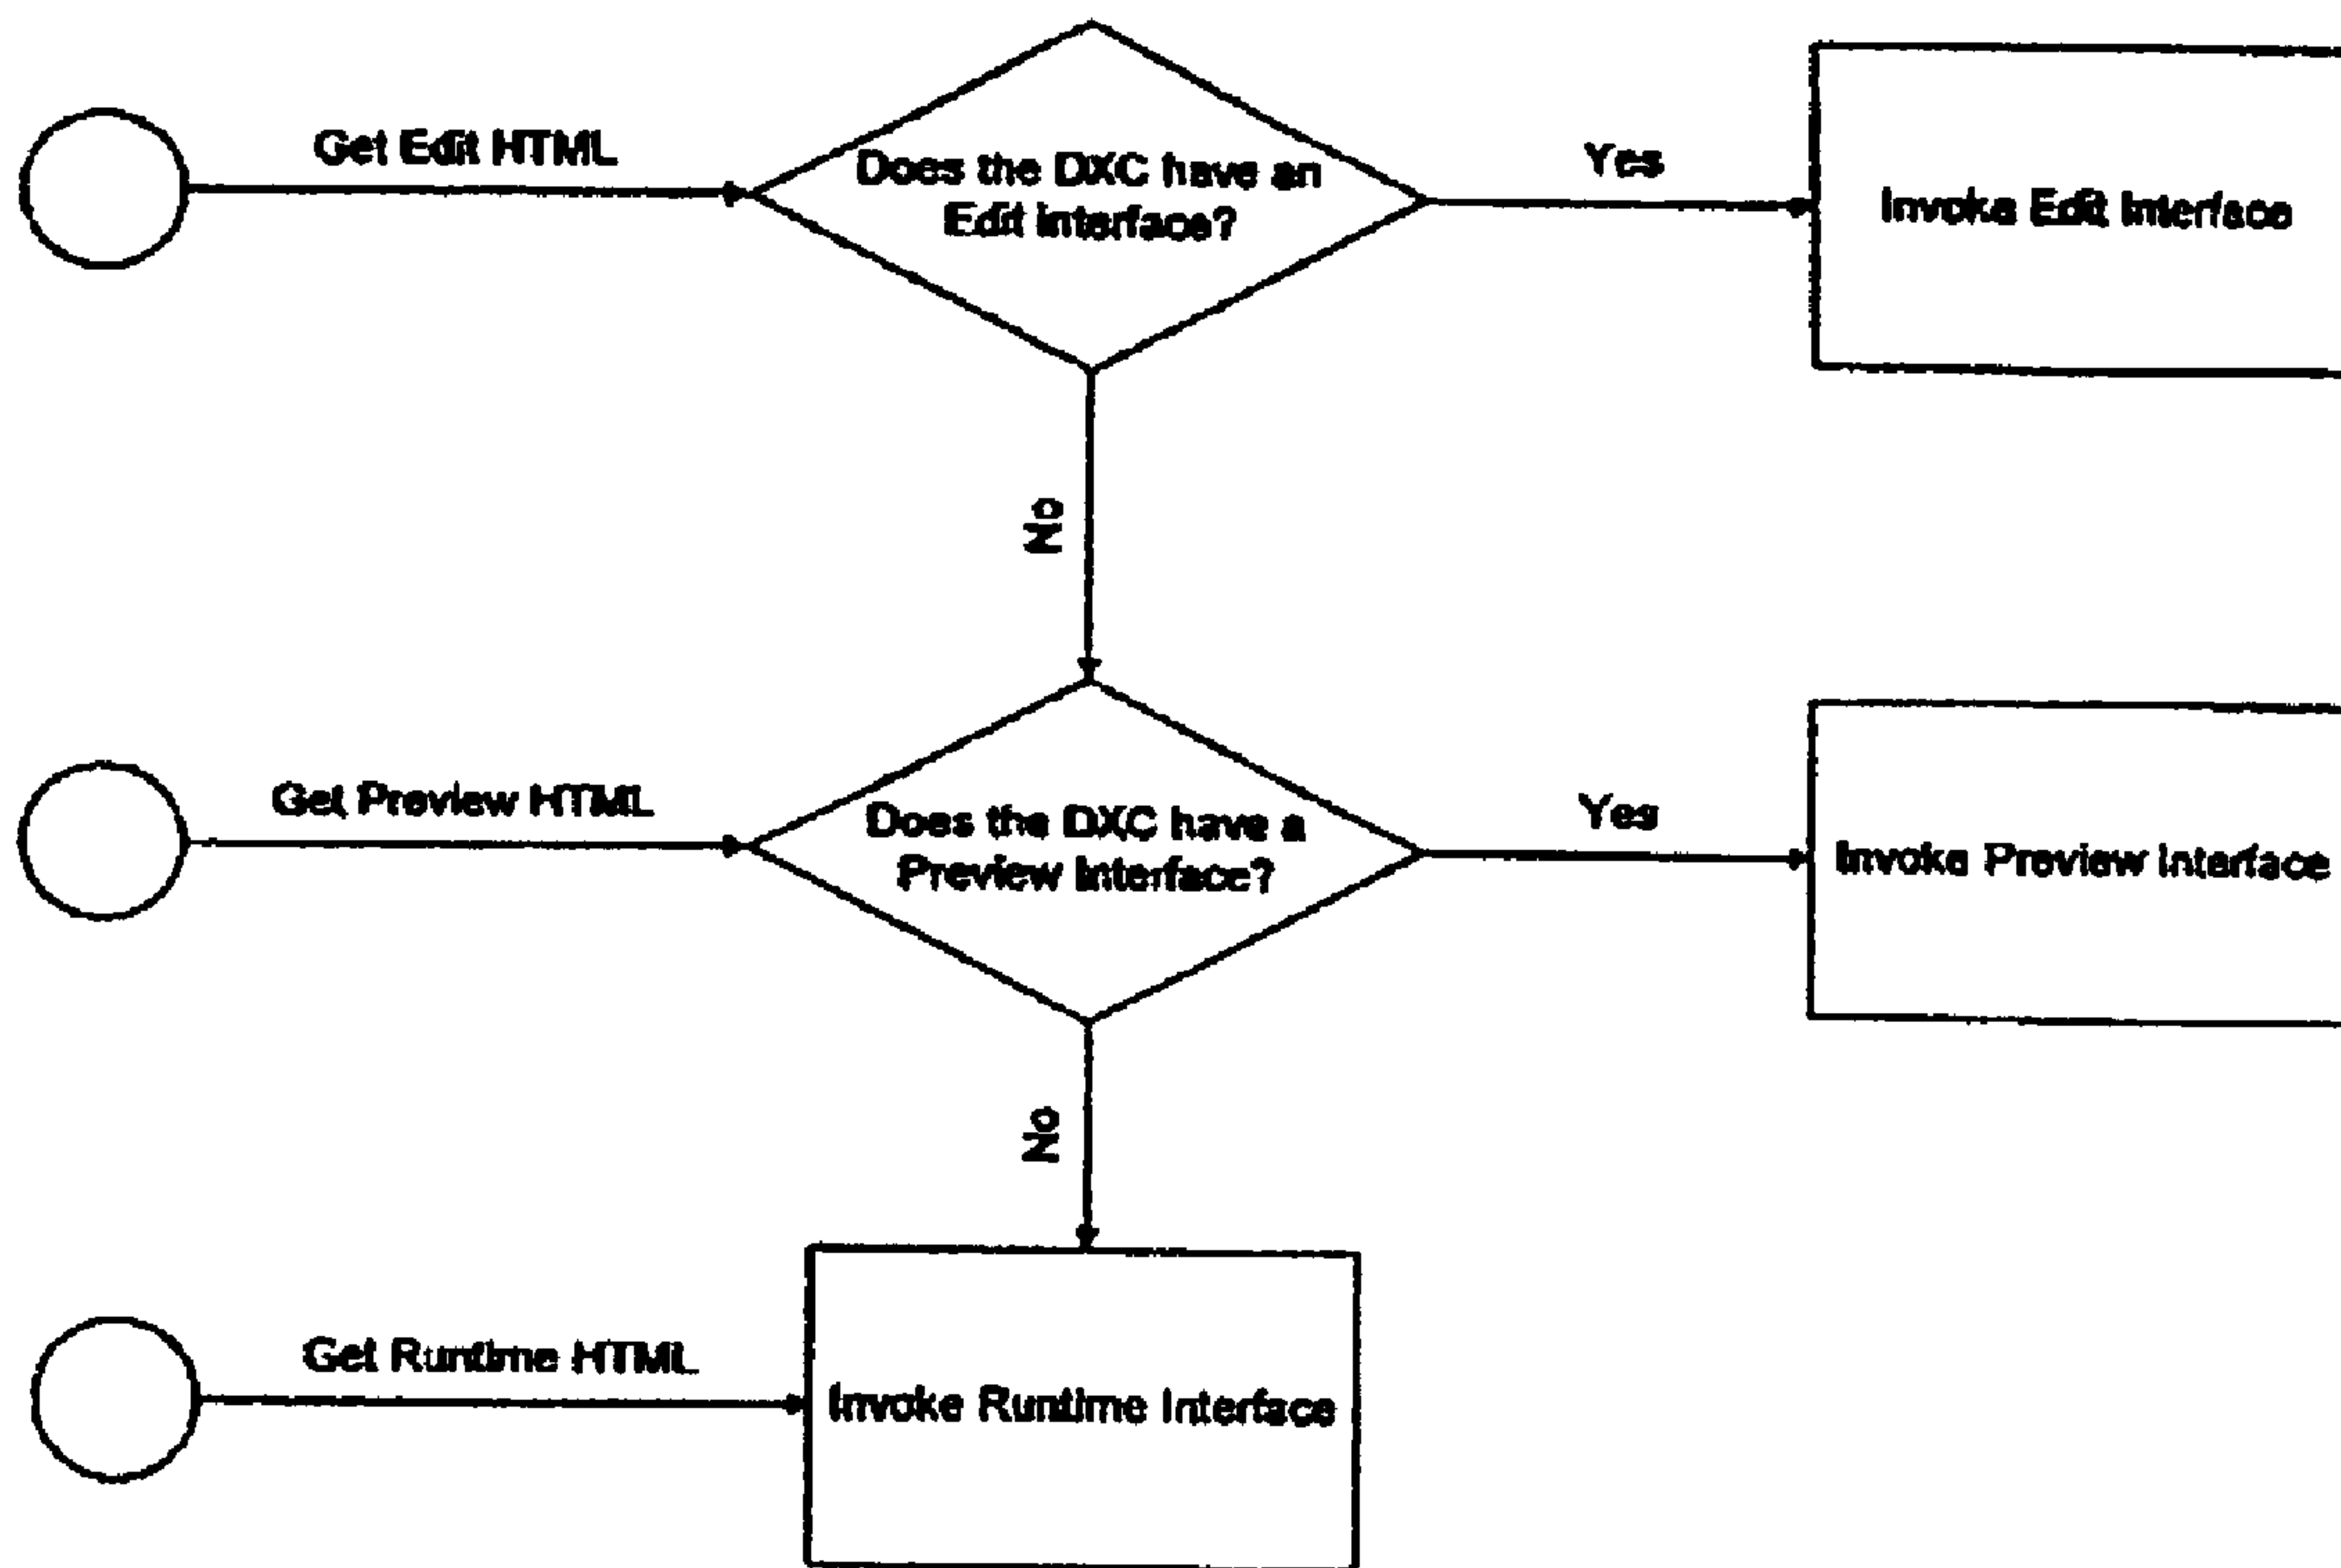 Get Edit HTML
Does the DXC have an
Edit Interface?
Yes
Invoke Edit Interface
No
Get Preview HTML
Does the DXC have a
Preview Interface?
Yes
Invoke Preview Interface
No
Get Runtime HTML
Invoke Runtime Interface